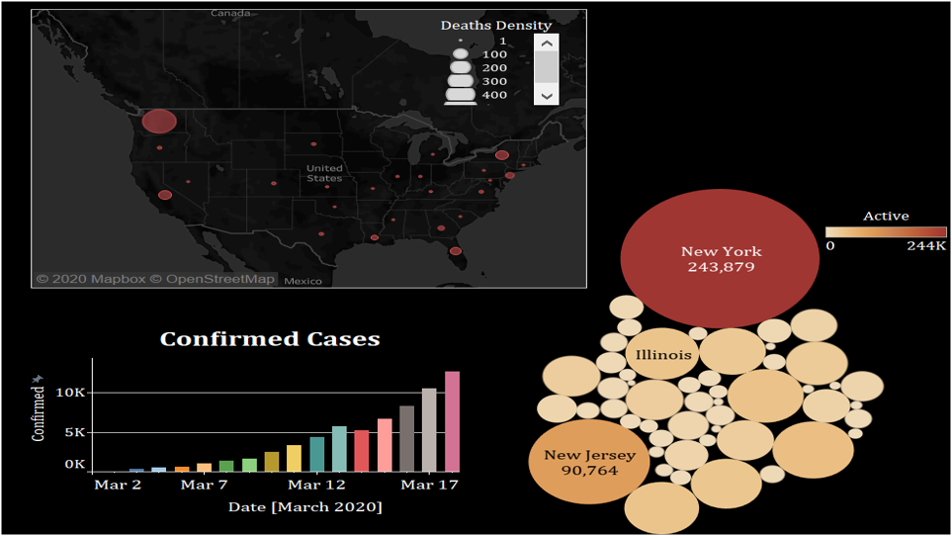 Canada
Deaths Density
1
100
200
300
400
United
States
© 2020 Mapbox © OpenStreetMap
Mexico
Active
0
244K
New York
243,879
Illinois
New Jersey
90,764
Confirmed Cases
Confirmed
10K
5K
0K
Mar 2
Mar 7
Mar 12
Mar 17
Date [March 2020]